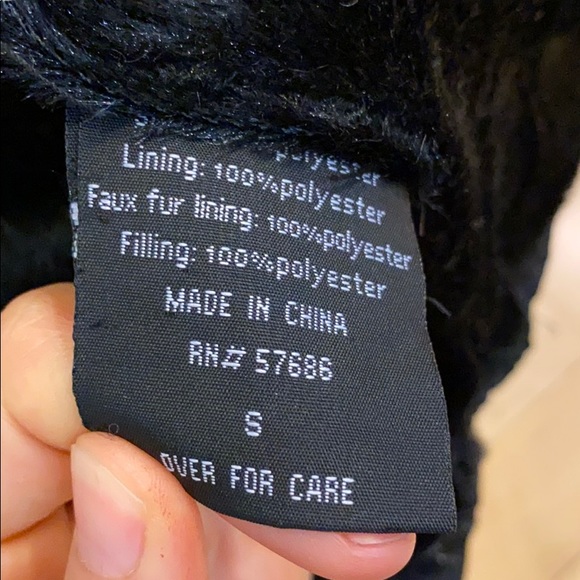 polyester
Lining: 100%polyester
Faux fur lining: 100%polyester
Filling: 100%polyester
MADE IN CHINA
RN# 57686
S
OVER FOR CARE